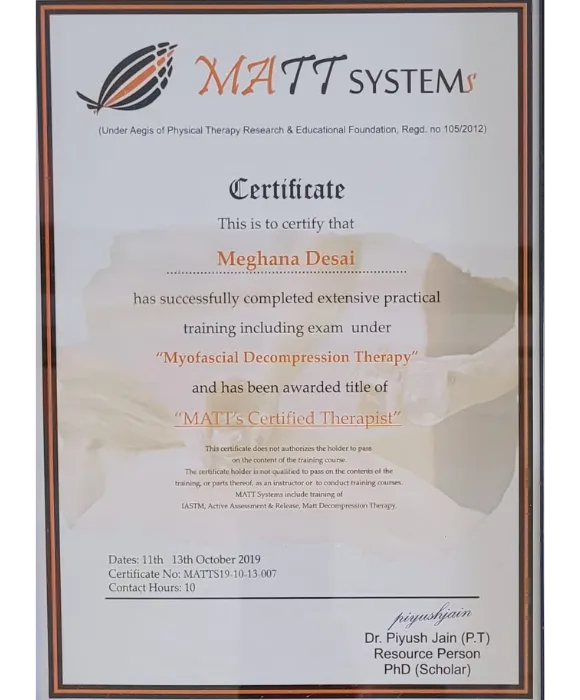 MATT SYSTEMs
(Under Aegis of Physical Therapy Research & Educational Foundation, Regd. no 105/2012)
Certificate
This is to certify that
Meghana Desai
has successfully completed extensive practical
training including exam under
“Myofascial Decompression Therapy”
and has been awarded title of
“MATT's Certified Therapist”
This certificate does not authorizes the holder to pass
on the content of the training course.
The certificate holder is not qualified to pass on the contents of the
training, or parts thereof, as an instructor or to conduct training courses.
MATT Systems include training of
IASTM, Active Assessment & Release, Matt Decompression Therapy.
Dates: 11th 13th October 2019
Certificate No: MATTS19-10-13-007
Contact Hours: 10
piyushjain
Dr. Piyush Jain (P.T)
Resource Person
PhD (Scholar)